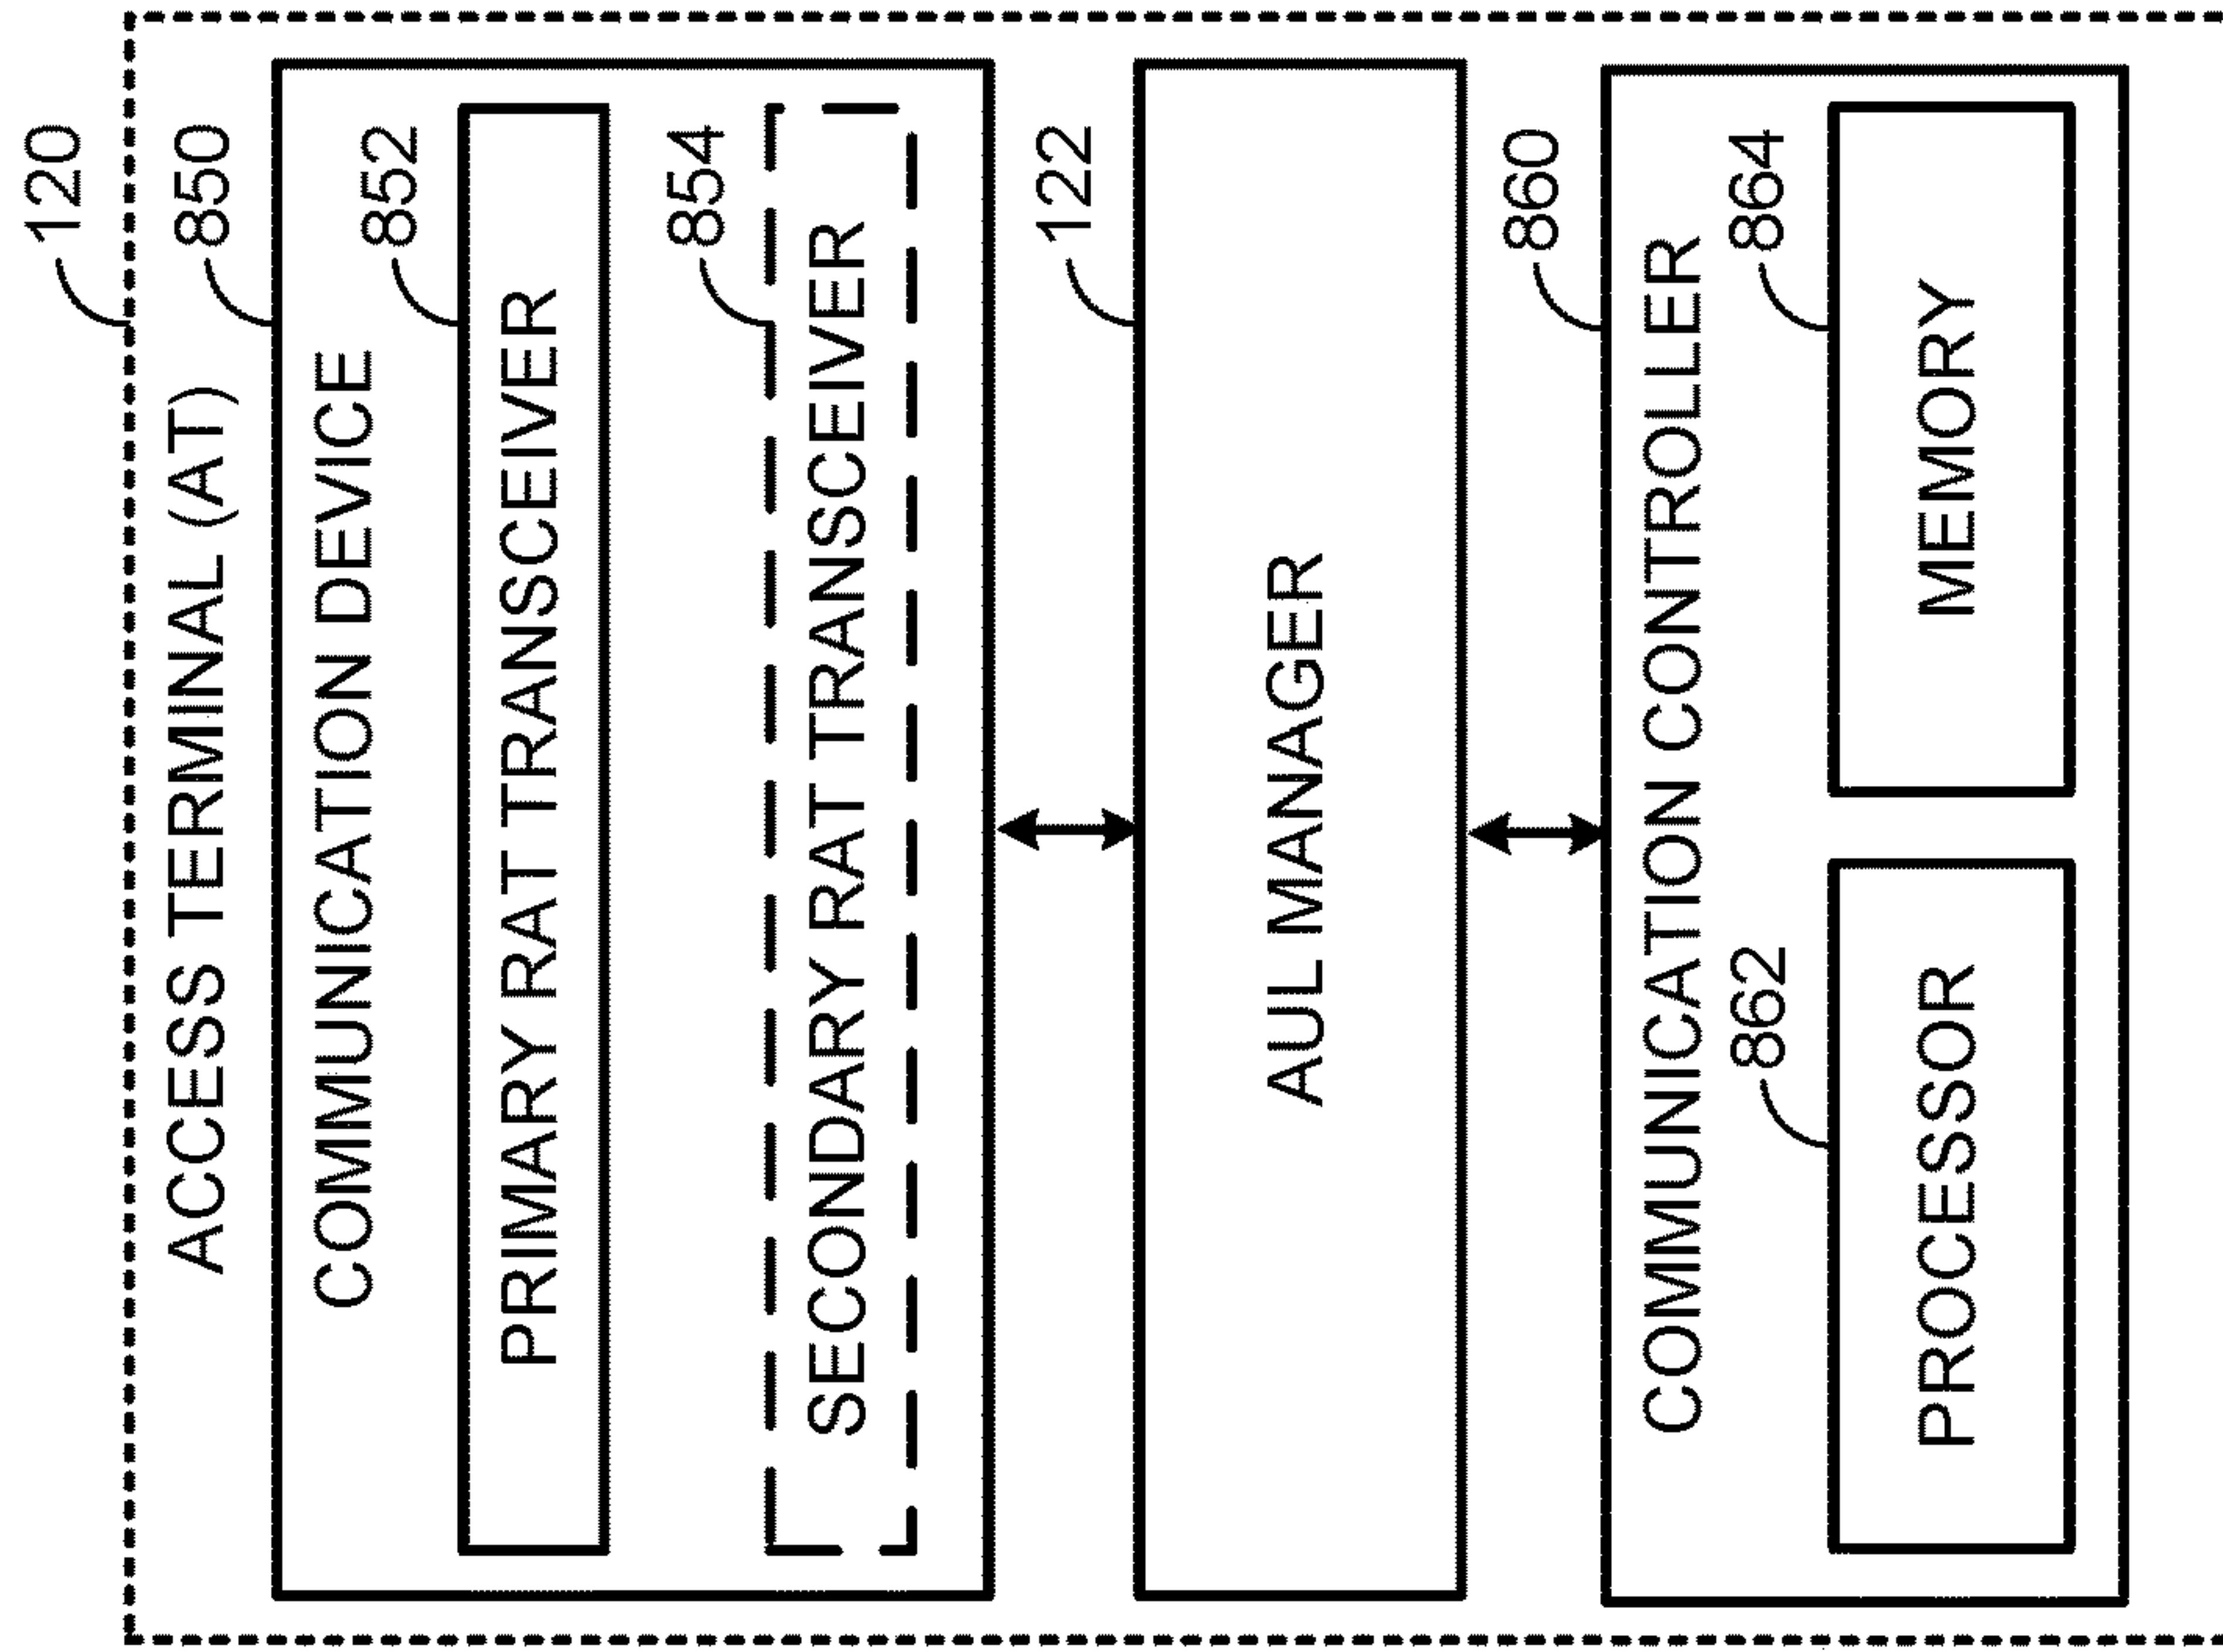 120
ACCESS TERMINAL (AT)
850
COMMUNICATION DEVICE
852
PRIMARY RAT TRANSCEIVER
854
SECONDARY RAT TRANSCEIVER
122
AUL MANAGER
860
COMMUNICATION CONTROLLER
862
PROCESSOR
864
MEMORY